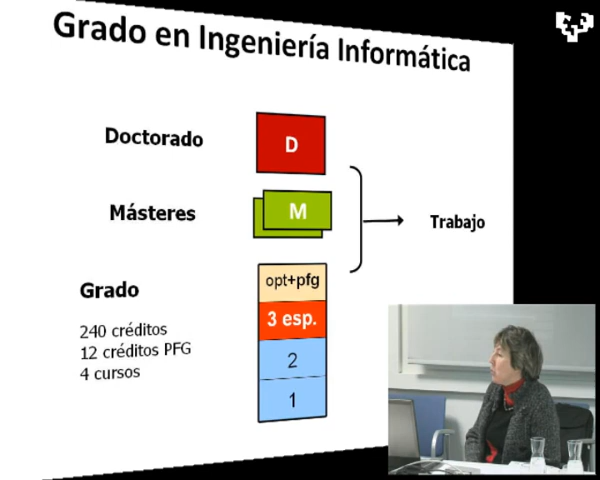 Grado en Ingeniería Informática
Doctorado
D
Másteres
M
Trabajo
Grado
opt+pfg
240 créditos
3 esp.
12 créditos PFG
2
4 cursos
1